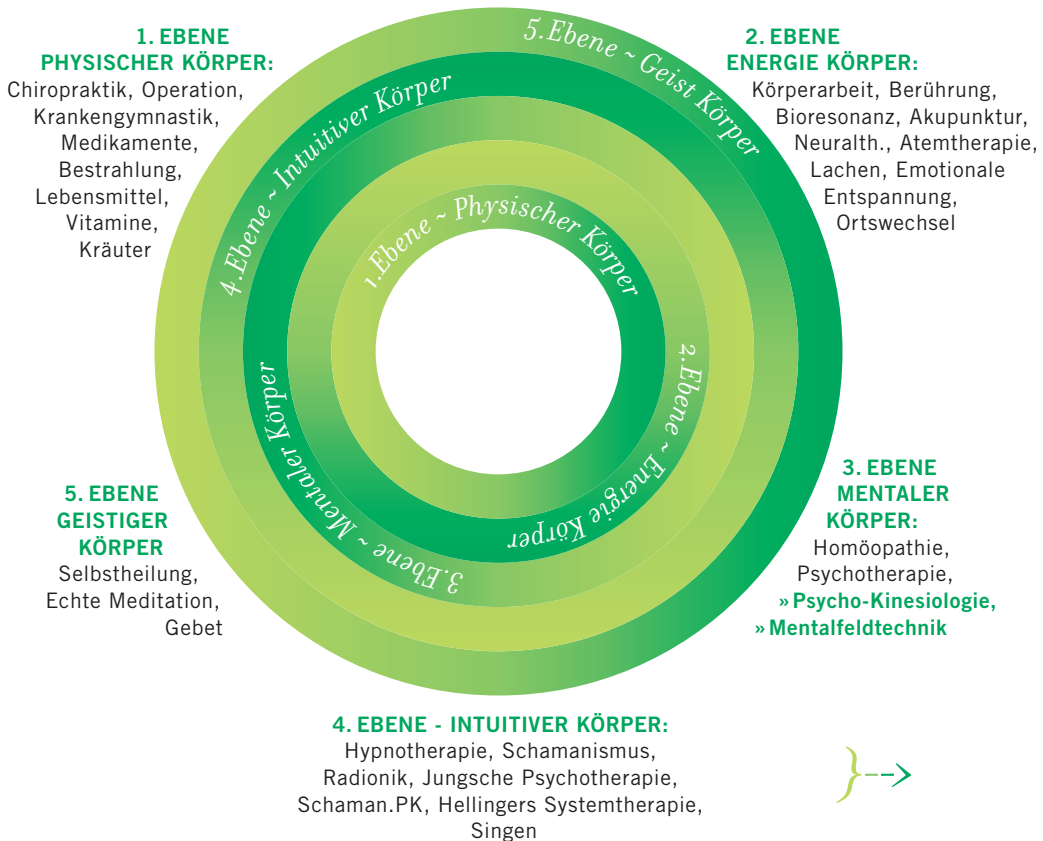 1. EBENE
PHYSISCHER KÖRPER:
Chiropraktik, Operation,
Krankengymnastik,
Medikamente,
Bestrahlung,
Lebensmittel,
Vitamine,
Kräuter
2. EBENE
ENERGIE KÖRPER:
Körperarbeit, Berührung,
Bioresonanz, Akupunktur,
Neuralth., Atemtherapie,
Lachen, Emotionale
Entspannung,
Ortswechsel
5.Ebene ~ Geist Körper
4.Ebene ~ Intuitiver Körper
1.Ebene ~ Physischer Körper
2.Ebene ~ Energie Körper
3.Ebene ~ Mentaler Körper
3. EBENE
MENTALER
KÖRPER:
Homöopathie,
Psychotherapie,
» Psycho-Kinesiologie,
» Mentalfeldtechnik
5. EBENE
GEISTIGER
KÖRPER
Selbstheilung,
Echte Meditation,
Gebet
4. EBENE - INTUITIVER KÖRPER:
Hypnotherapie, Schamanismus,
Radionik, Jungsche Psychotherapie,
Schaman.PK, Hellingers Systemtherapie,
Singen